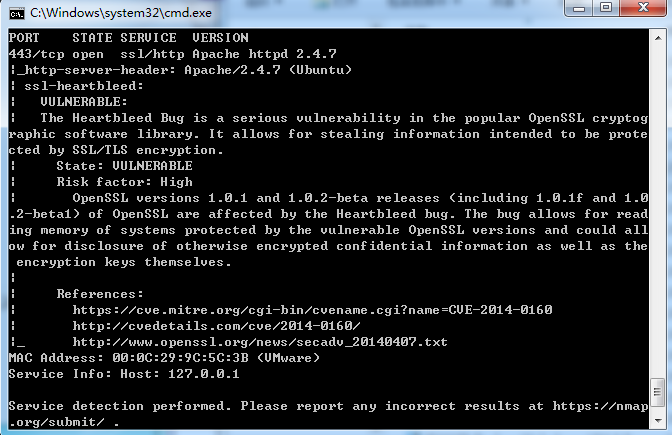 C:\Windows\system32\cmd.exe
PORT    STATE SERVICE  VERSION
443/tcp open  ssl/http Apache httpd 2.4.7
|_http-server-header: Apache/2.4.7 (Ubuntu)
| ssl-heartbleed:
|   VULNERABLE:
|   The Heartbleed Bug is a serious vulnerability in the popular OpenSSL cryptog
raphic software library. It allows for stealing information intended to be prote
cted by SSL/TLS encryption.
|     State: VULNERABLE
|     Risk factor: High
|       OpenSSL versions 1.0.1 and 1.0.2-beta releases (including 1.0.1f and 1.0
.2-beta1) of OpenSSL are affected by the Heartbleed bug. The bug allows for read
ing memory of systems protected by the vulnerable OpenSSL versions and could all
ow for disclosure of otherwise encrypted confidential information as well as the
 encryption keys themselves.
|
|     References:
|       https://cve.mitre.org/cgi-bin/cvename.cgi?name=CVE-2014-0160
|       http://cvedetails.com/cve/2014-0160/
|_      http://www.openssl.org/news/secadv_20140407.txt
MAC Address: 00:0C:29:9C:5C:3B (VMware)
Service Info: Host: 127.0.0.1

Service detection performed. Please report any incorrect results at https://nmap
.org/submit/ .